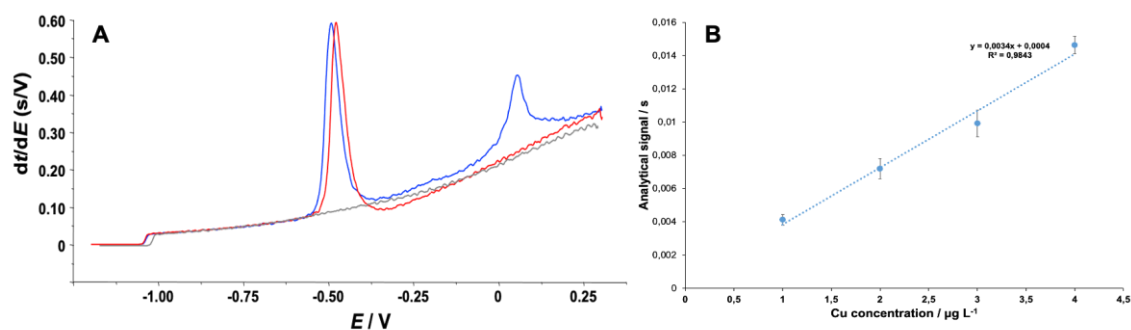 A
dt/dE (s/V)
0.60
0.50
0.40
0.30
0.20
0.10
0
-1.00
-0.75
-0.50
-0.25
0
0.25
E / V
B
Analytical signal / s
0,016
0,014
0,012
0,01
0,008
0,006
0,004
0,002
0
y = 0,0034x + 0,0004
R² = 0,9843
0 0,5 1 1,5 2 2,5 3 3,5 4 4,5 5
Cu concentration / µg L⁻¹